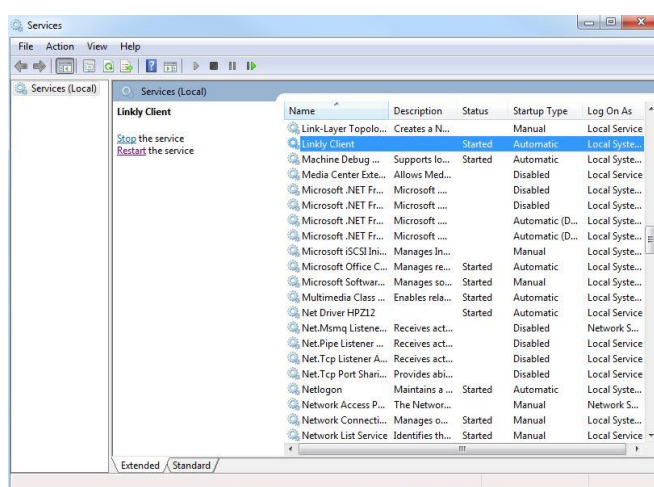 Services
File Action View Help
Services (Local)
Services (Local)
Linkly Client
Stop the service
Restart the service
Name Description Status Startup Type Log On As
Link-Layer Topolo... Creates a N... Manual Local Service
Linkly Client Started Automatic Local Syste...
Machine Debug ... Supports lo... Started Automatic Local Syste...
Media Center Exte... Allows Med... Disabled Local Service
Microsoft .NET Fr... Microsoft .... Disabled Local Syste...
Microsoft .NET Fr... Microsoft .... Disabled Local Syste...
Microsoft .NET Fr... Microsoft .... Automatic (D... Local Syste...
Microsoft .NET Fr... Microsoft .... Automatic (D... Local Syste...
Microsoft iSCSI Ini... Manages In... Manual Local Syste...
Microsoft Office C... Manages re... Started Automatic Local Syste...
Microsoft Softwar... Manages so... Started Manual Local Syste...
Multimedia Class ... Enables rela... Started Automatic Local Syste...
Net Driver HPZ12 Started Automatic Local Service
Net.Msmq Listene... Receives act... Disabled Network S...
Net.Pipe Listener ... Receives act... Disabled Local Service
Net.Tcp Listener A... Receives act... Disabled Local Service
Net.Tcp Port Shari... Provides abi... Disabled Local Service
Netlogon Maintains a ... Started Automatic Local Syste...
Network Access P... The Networ... Manual Network S...
Network Connecti... Manages o... Started Manual Local Syste...
Network List Service Identifies th... Started Manual Local Service
Extended Standard